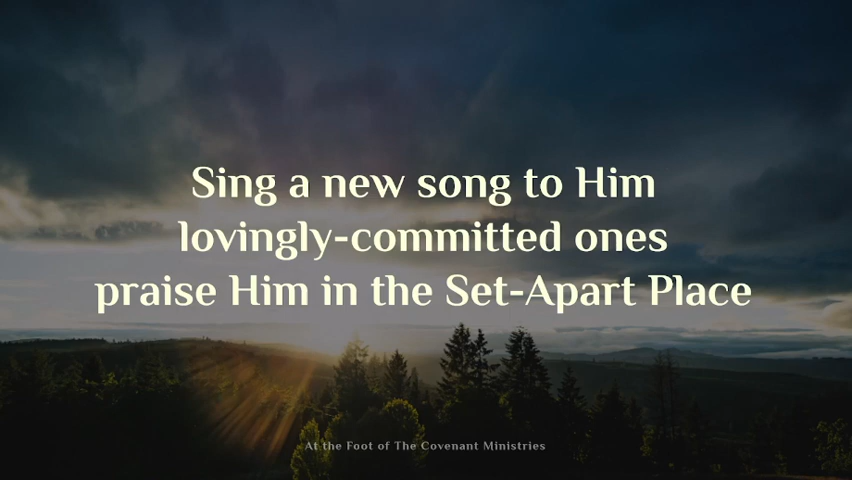 Sing a new song to Him
lovingly-committed ones
praise Him in the Set-Apart Place
At the Foot of The Covenant Ministries